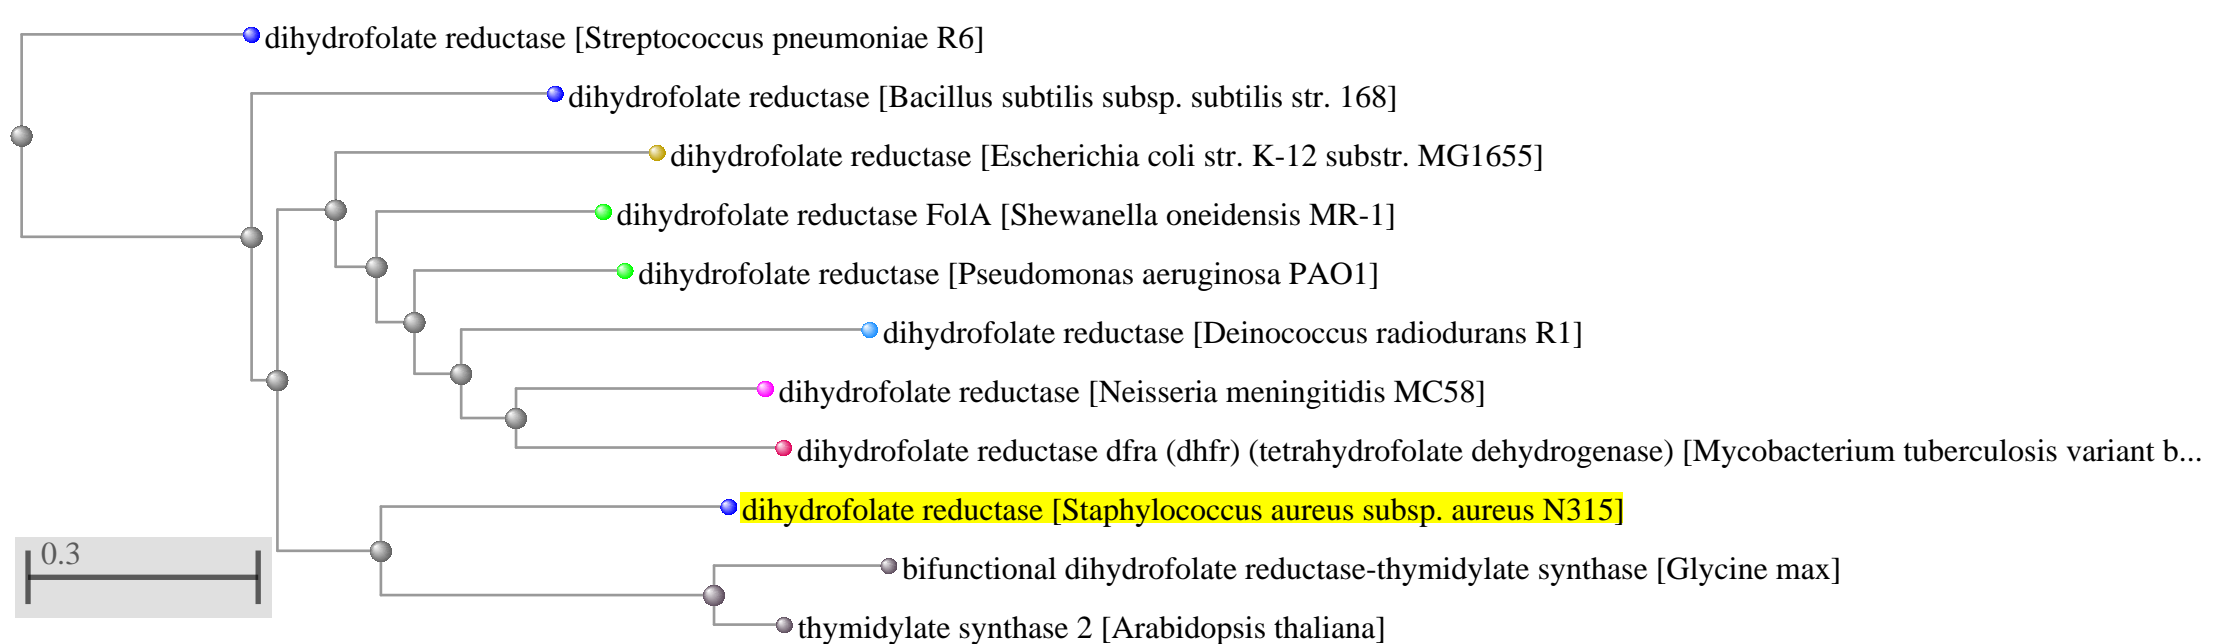 dihydrofolate reductase [Streptococcus pneumoniae R6]
dihydrofolate reductase [Bacillus subtilis subsp. subtilis str. 168]
dihydrofolate reductase [Escherichia coli str. K-12 substr. MG1655]
dihydrofolate reductase FolA [Shewanella oneidensis MR-1]
dihydrofolate reductase [Pseudomonas aeruginosa PAO1]
dihydrofolate reductase [Deinococcus radiodurans R1]
dihydrofolate reductase [Neisseria meningitidis MC58]
dihydrofolate reductase dfra (dhfr) (tetrahydrofolate dehydrogenase) [Mycobacterium tuberculosis variant b...
dihydrofolate reductase [Staphylococcus aureus subsp. aureus N315]
0.3
bifunctional dihydrofolate reductase-thymidylate synthase [Glycine max]
thymidylate synthase 2 [Arabidopsis thaliana]